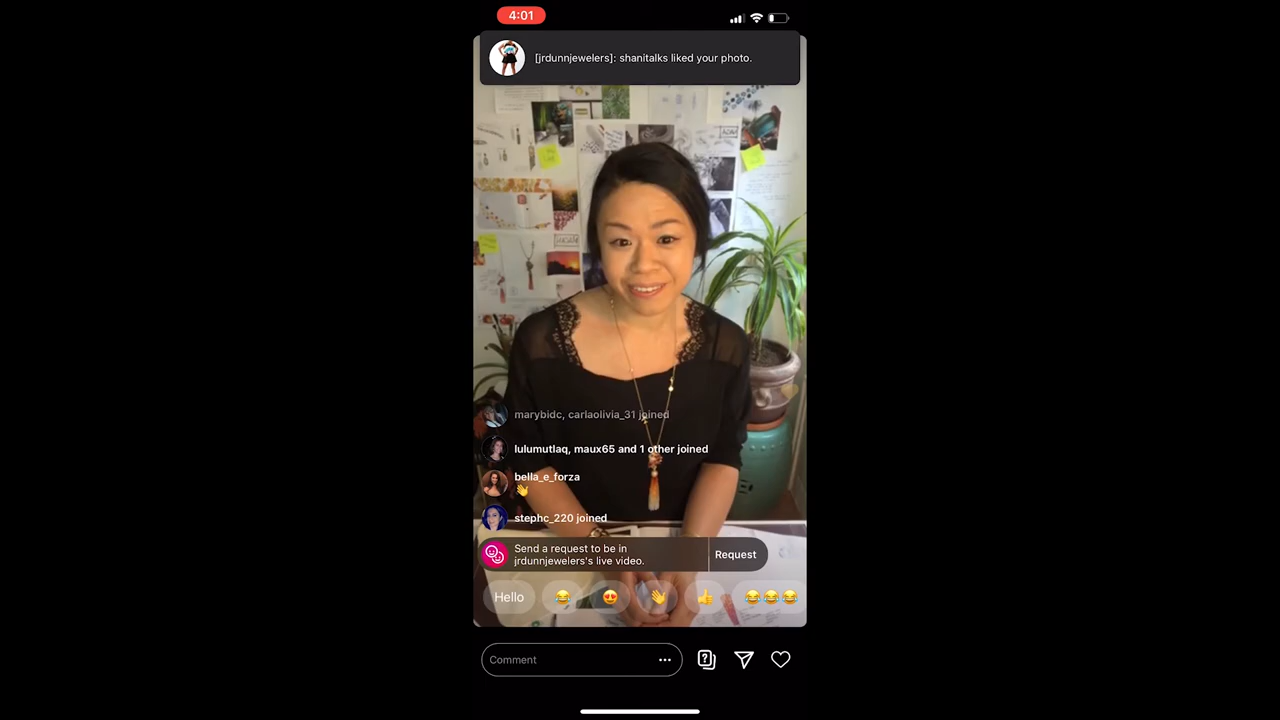 4:01
[jrdunnjewelers]: shanitalks liked your photo.
marybidc, carlaolivia_31 joined
lulumutlaq, maux65 and 1 other joined
bella_e_forza
👋
stephc_220 joined
Send a request to be in
jrdunnjewelers's live video.
Request
Hello 😂 😍 👋 👍 😂😂😂
Comment